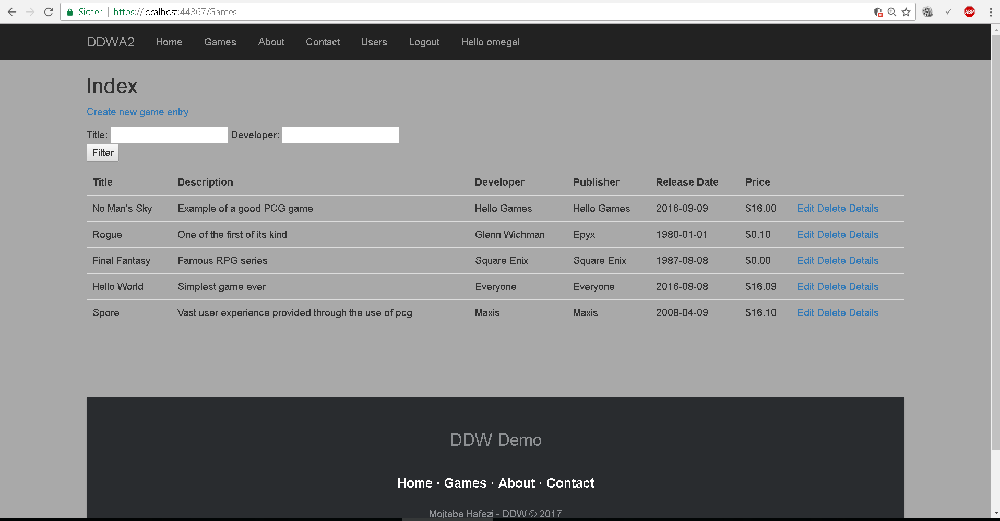 Sicher https://localhost:44367/Games ABP
DDWA2 Home Games About Contact Users Logout Hello omega!
Index
Create new game entry
Title: Developer:
Filter
Title Description Developer Publisher Release Date Price
No Man's Sky Example of a good PCG game Hello Games Hello Games 2016-09-09 $16.00 Edit Delete Details
Rogue One of the first of its kind Glenn Wichman Epyx 1980-01-01 $0.10 Edit Delete Details
Final Fantasy Famous RPG series Square Enix Square Enix 1987-08-08 $0.00 Edit Delete Details
Hello World Simplest game ever Everyone Everyone 2016-08-08 $16.09 Edit Delete Details
Spore Vast user experience provided through the use of pcg Maxis Maxis 2008-04-09 $16.10 Edit Delete Details
DDW Demo
Home · Games · About · Contact
Mojtaba Hafezi - DDW © 2017